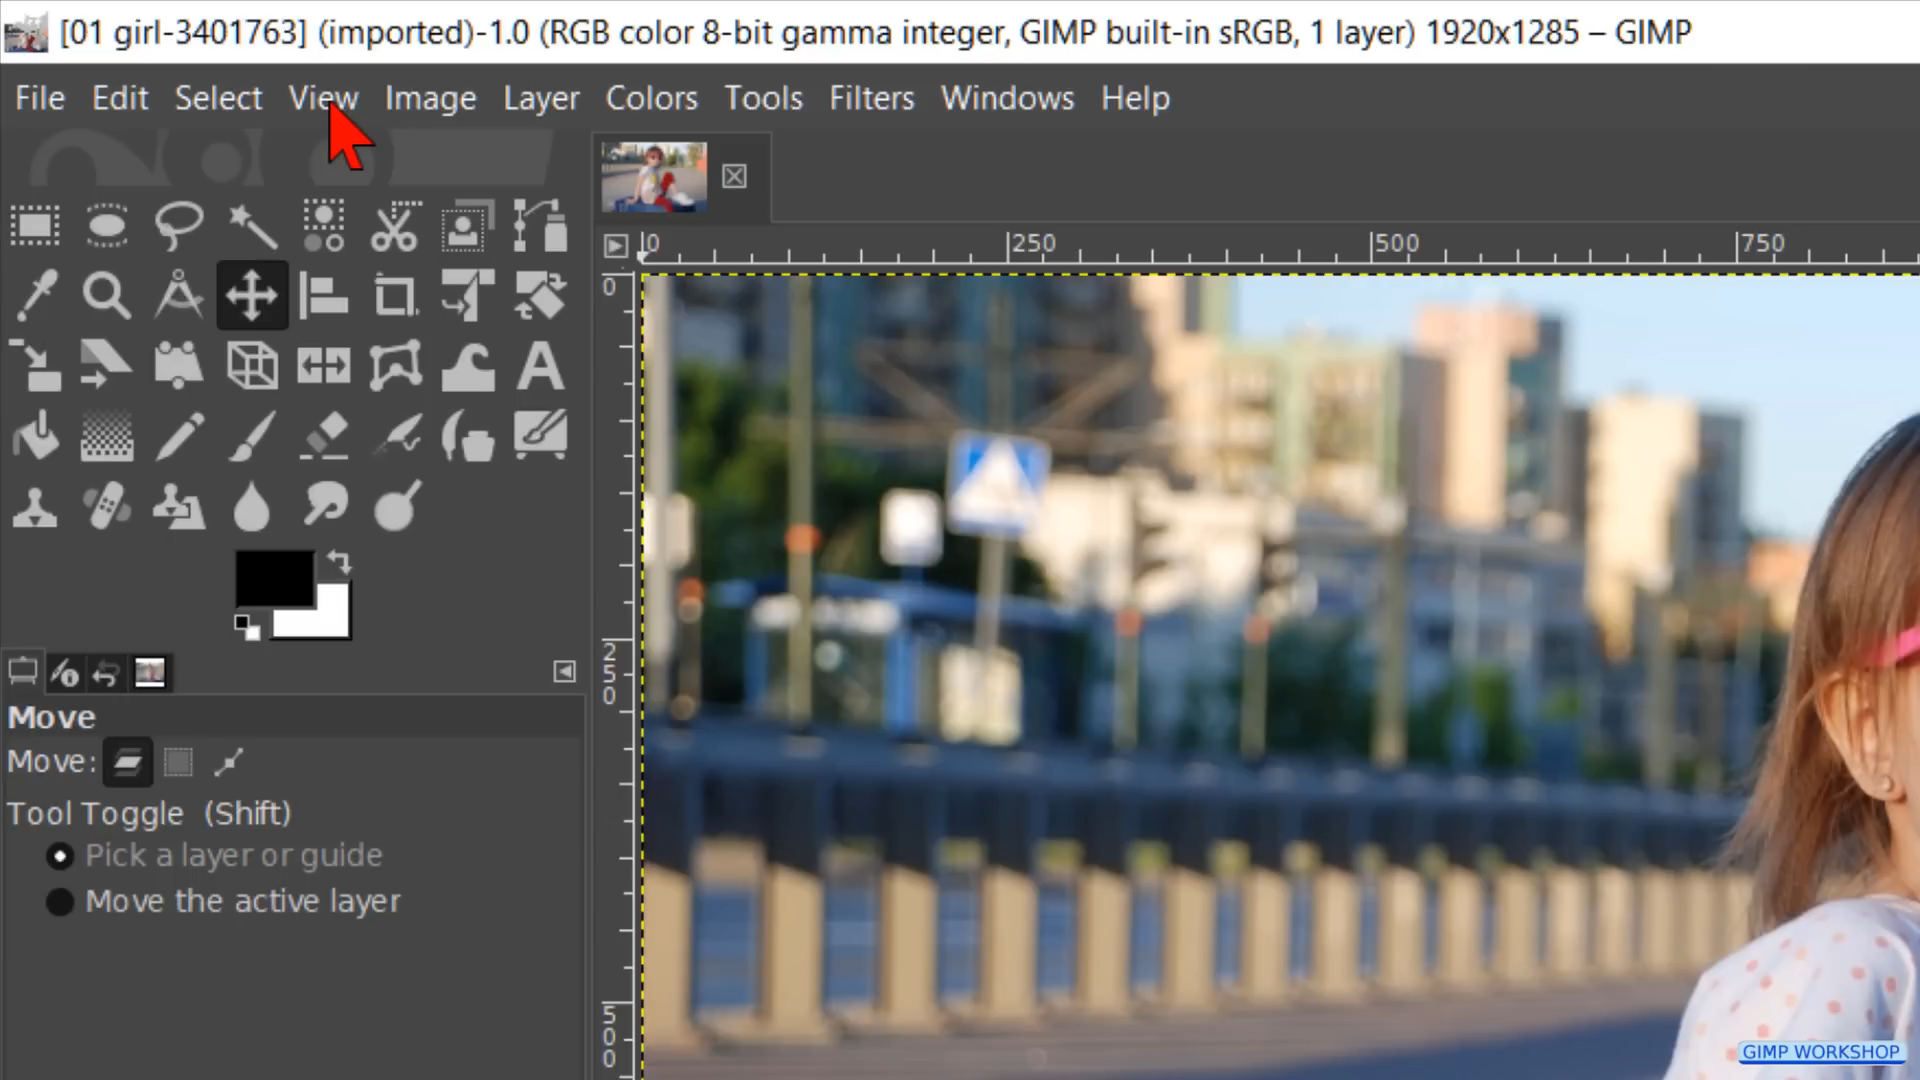 [01 girl-3401763] (imported)-1.0 (RGB color 8-bit gamma integer, GIMP built-in sRGB, 1 layer) 1920x1285 – GIMP
File Edit Select View Image Layer Colors Tools Filters Windows Help
0 250 500 750
0
250
500
Move
Move:
Tool Toggle (Shift)
Pick a layer or guide
Move the active layer
GIMP WORKSHOP